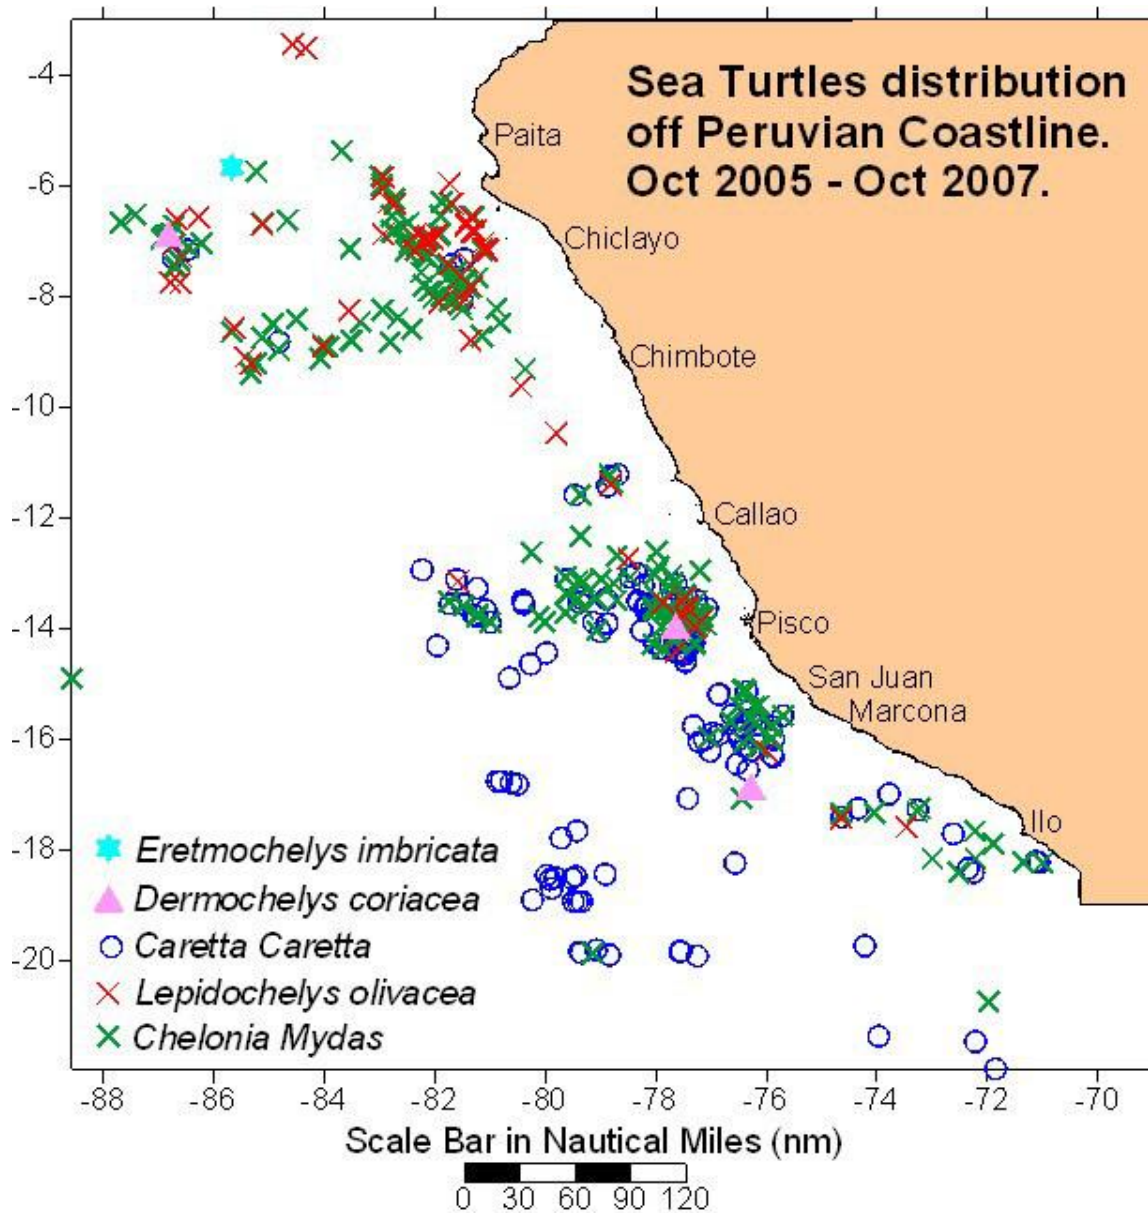 Sea Turtles distribution
off Peruvian Coastline.
Oct 2005 - Oct 2007.
-4
-6
-8
-10
-12
-14
-16
-18
-20
Paita
Chiclayo
Chimbote
Callao
Pisco
San Juan
Marcona
Ilo
Eretmochelys imbricata
Dermochelys coriacea
Caretta Caretta
Lepidochelys olivacea
Chelonia Mydas
-88 -86 -84 -82 -80 -78 -76 -74 -72 -70
Scale Bar in Nautical Miles (nm)
0 30 60 90 120